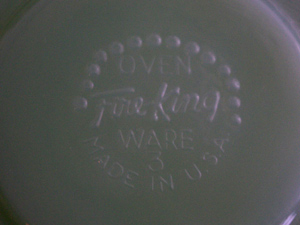 OVEN
Fire-King
WARE
3
MADE IN U.S.A.